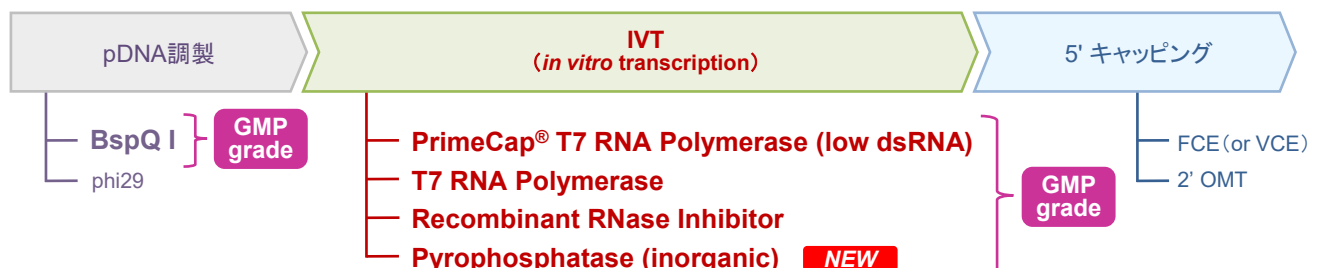 pDNA調製
IVT
（in vitro transcription）
5' キャッピング
BspQ I
GMP
grade
phi29
PrimeCap® T7 RNA Polymerase (low dsRNA)
T7 RNA Polymerase
Recombinant RNase Inhibitor
Pyrophosphatase (inorganic)
NEW
GMP
grade
FCE（or VCE）
2’ OMT